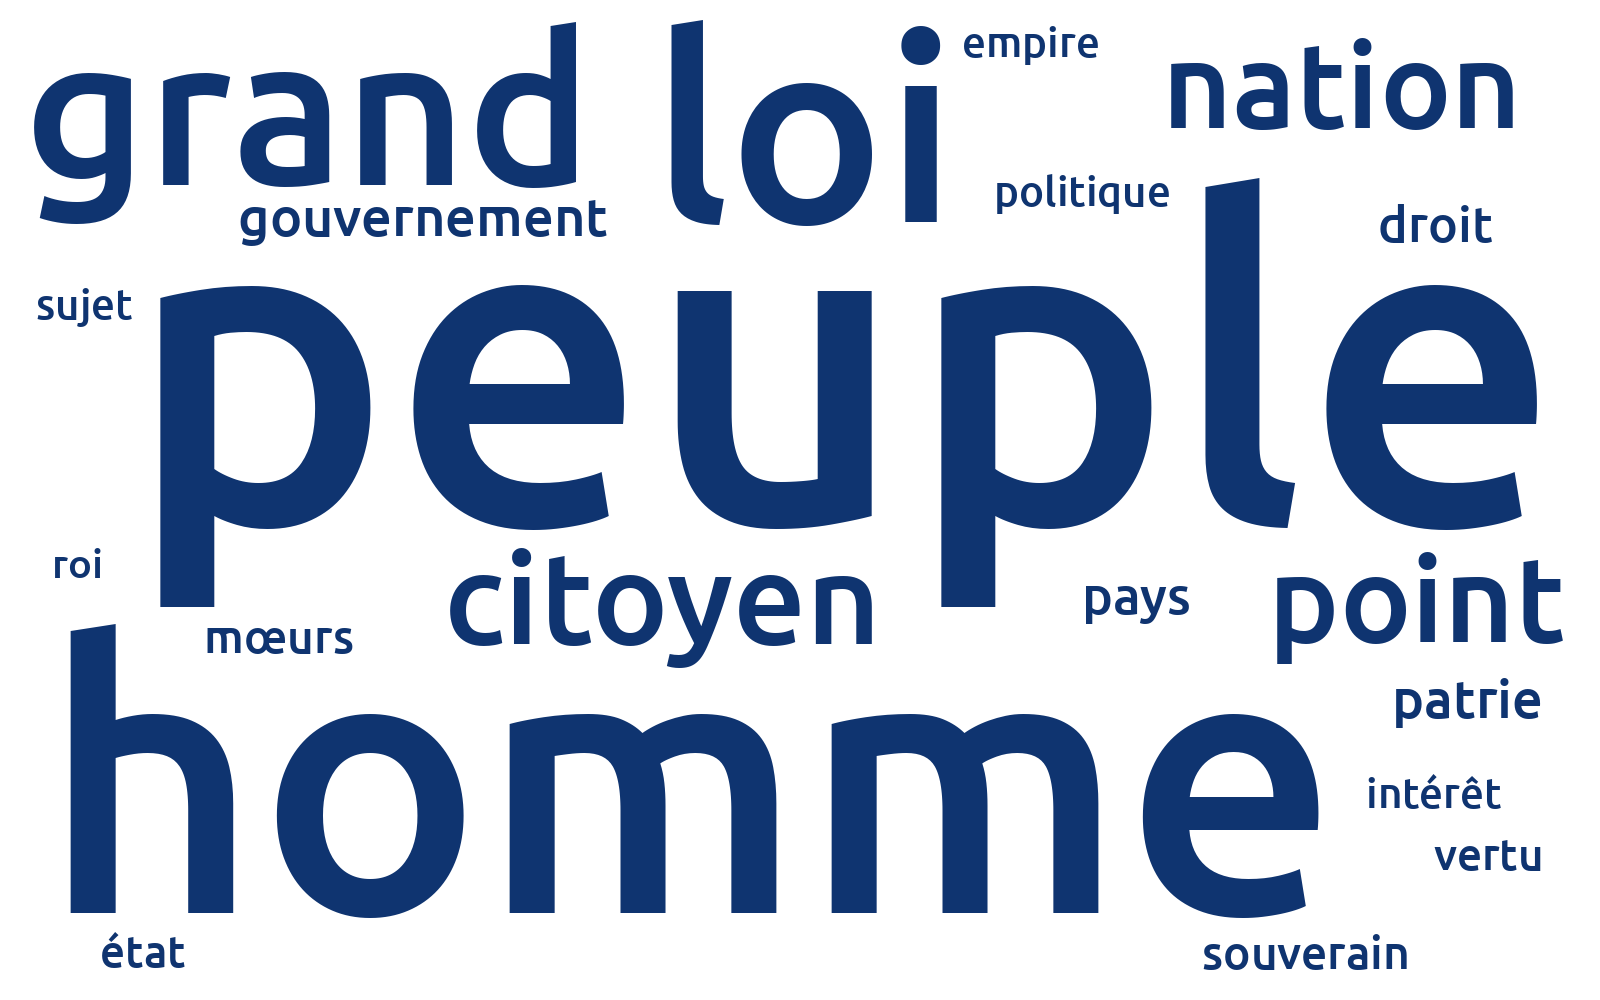 grand loi empire nation
gouvernement politique droit
sujet peuple
roi citoyen pays point
mœurs patrie
homme intérêt
vertu
état souverain